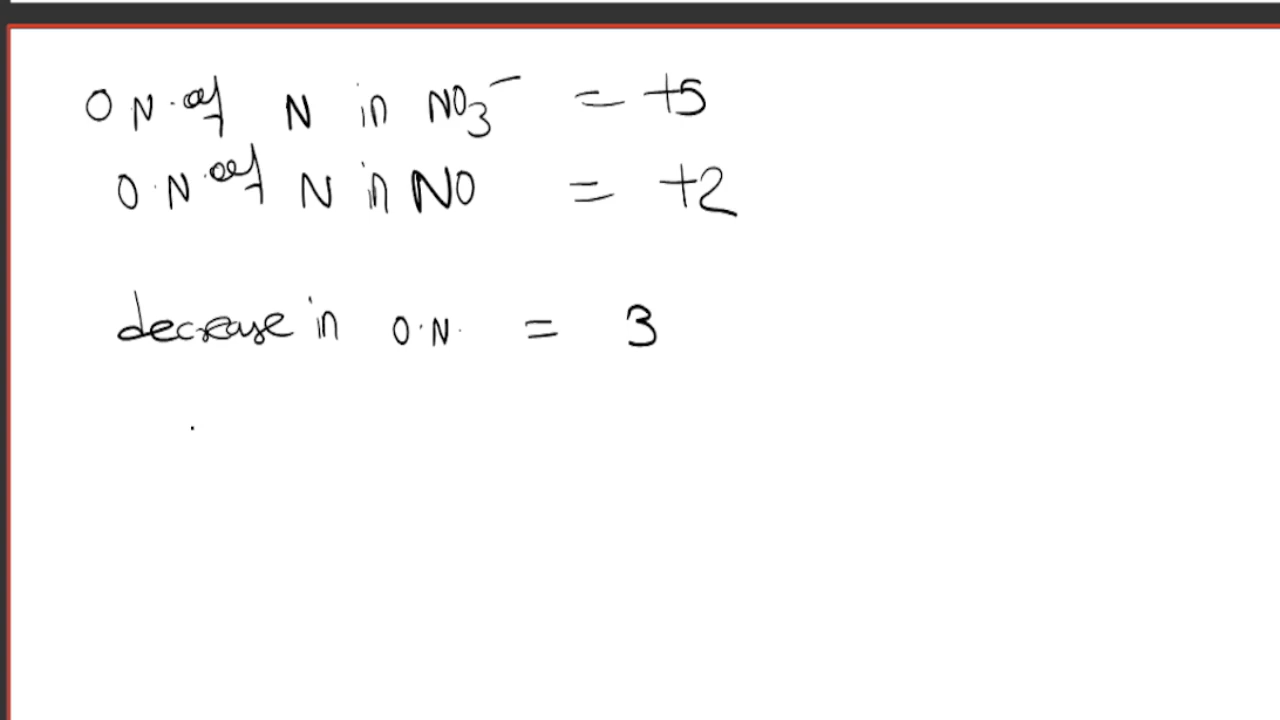 O N. of N in NO₃⁻ = +5
O.N. of N in NO = +2
decrease in O.N. = 3